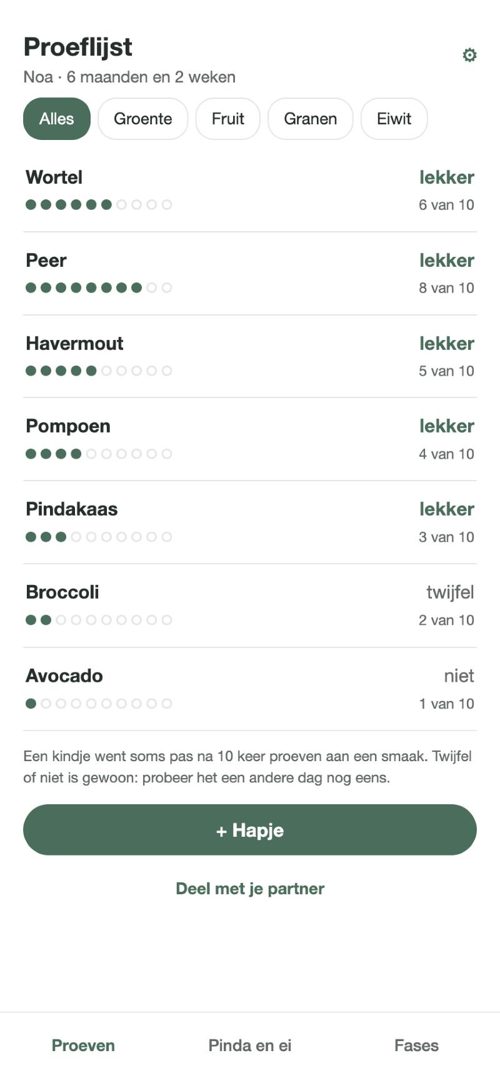 Proeflijst
Noa · 6 maanden en 2 weken
Alles Groente Fruit Granen Eiwit
Wortel lekker
6 van 10
Peer lekker
8 van 10
Havermout lekker
5 van 10
Pompoen lekker
4 van 10
Pindakaas lekker
3 van 10
Broccoli twijfel
2 van 10
Avocado niet
1 van 10
Een kindje went soms pas na 10 keer proeven aan een smaak. Twijfel
of niet is gewoon: probeer het een andere dag nog eens.
+ Hapje
Deel met je partner
Proeven Pinda en ei Fases